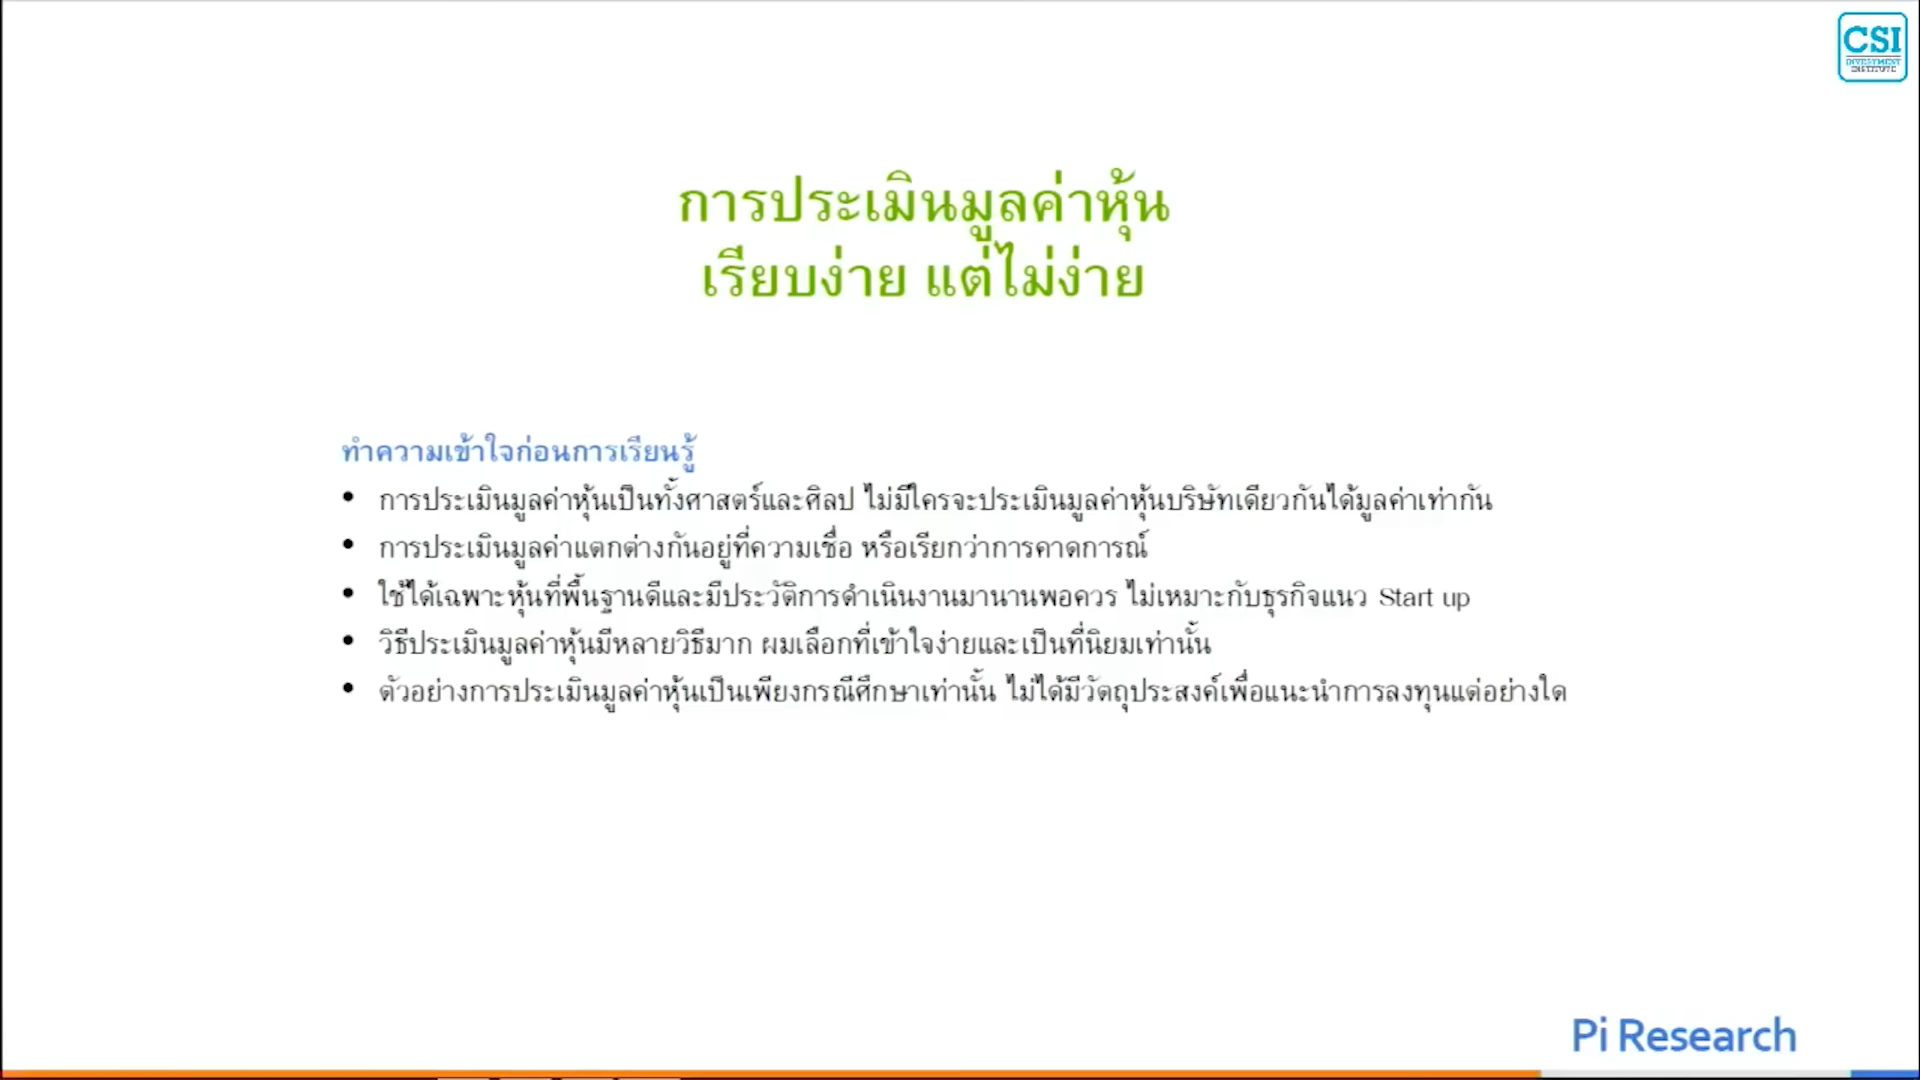 CSI
INVESTMENT
INSTITUTE
การประเมินมูลค่าหุ้น
เรียบง่าย แต่ไม่ง่าย
ทำความเข้าใจก่อนการเรียนรู้
• การประเมินมูลค่าหุ้นเป็นทั้งศาสตร์และศิลป ไม่มีใครจะประเมินมูลค่าหุ้นบริษัทเดียวกันได้มูลค่าเท่ากัน
• การประเมินมูลค่าแตกต่างกันอยู่ที่ความเชื่อ หรือเรียกว่าการคาดการณ์
• ใช้ได้เฉพาะหุ้นที่พื้นฐานดีและมีประวัติการดำเนินงานมานานพอควร ไม่เหมาะกับธุรกิจแนว Start up
• วิธีประเมินมูลค่าหุ้นมีหลายวิธีมาก ผมเลือกที่เข้าใจง่ายและเป็นที่นิยมเท่านั้น
• ตัวอย่างการประเมินมูลค่าหุ้นเป็นเพียงกรณีศึกษาเท่านั้น ไม่ได้มีวัตถุประสงค์เพื่อแนะนำการลงทุนแต่อย่างใด
Pi Research